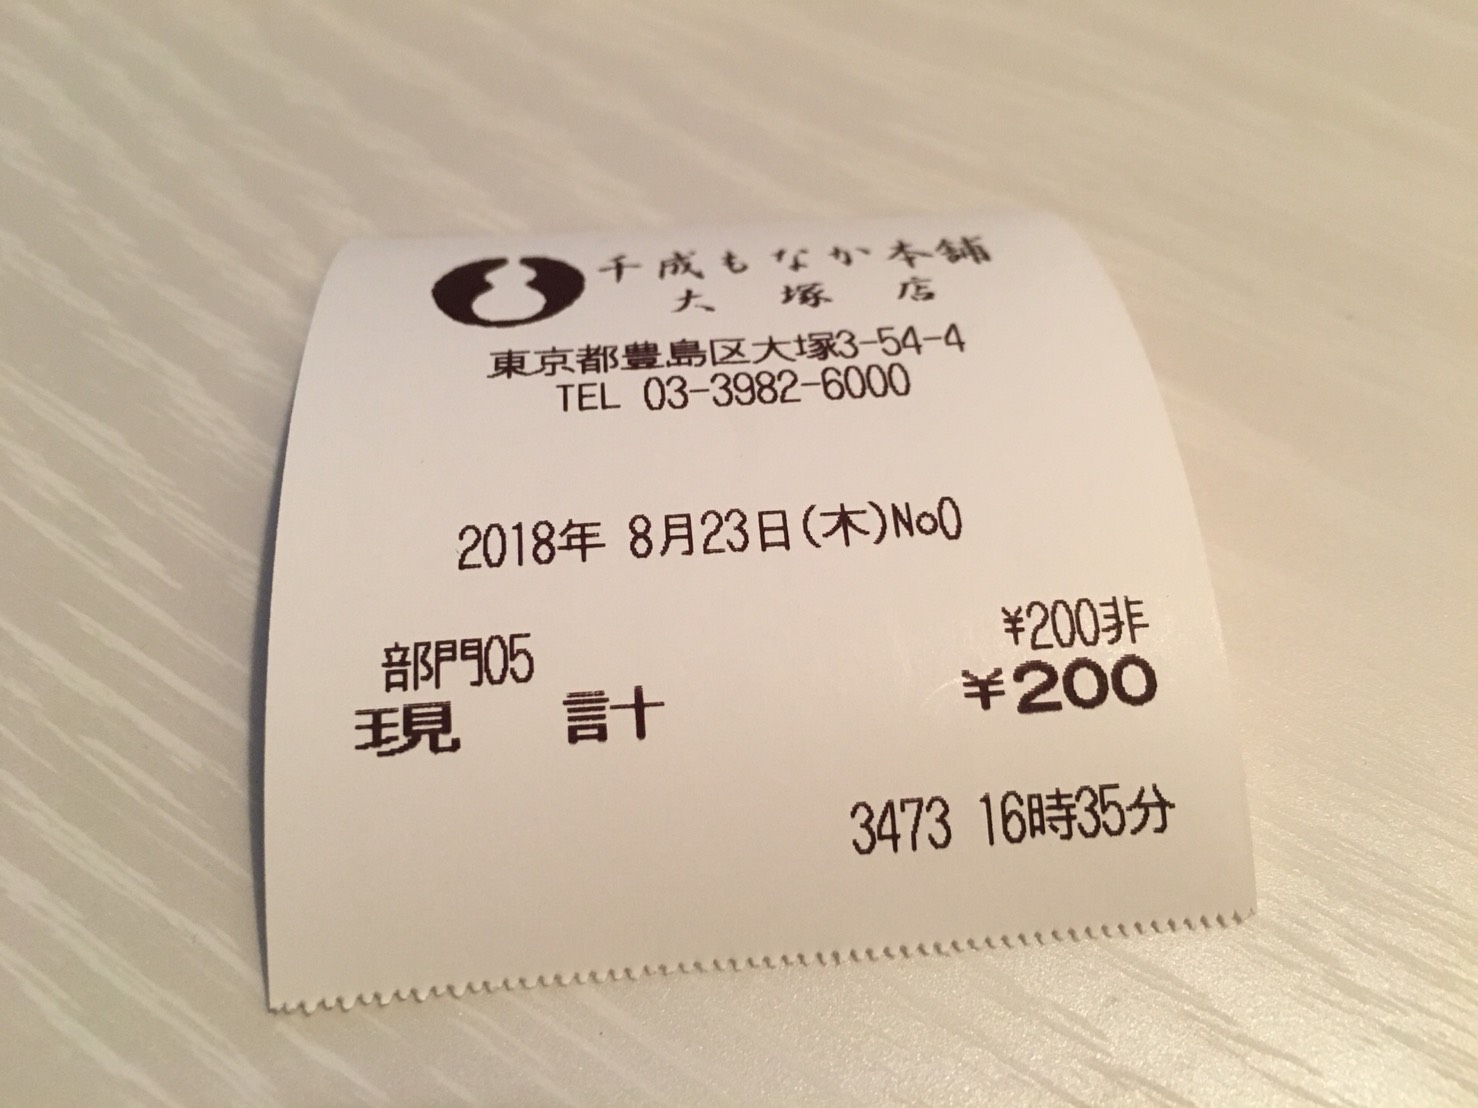 千成もなか本舗
大塚店
東京都豊島区大塚3-54-4
TEL 03-3982-6000
2018年 8月23日(木)No0
部門05 ¥200非
現 計 ¥200
3473 16時35分